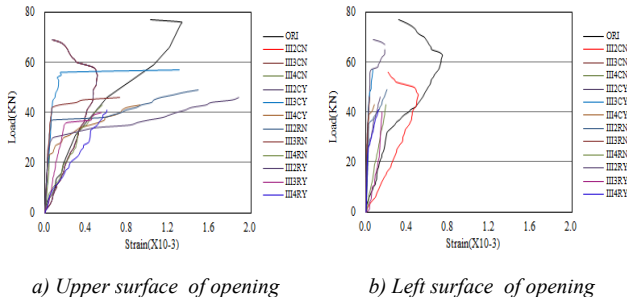 80
60
40
20
0
Load(KN)
0.0 0.4 0.8 1.2 1.6 2.0
Strain(X10-3)
ORI
III2CN
III3CN
III4CN
III2CY
III3CY
III4CY
III2RN
III3RN
III4RN
III2RY
III3RY
III4RY
a) Upper surface of opening
80
60
40
20
0
Load(KN)
0.0 0.4 0.8 1.2 1.6 2.0
Strain(X10-3)
ORI
III2CN
III3CN
III4CN
III2CY
III3CY
III4CY
III2RN
III3RN
III4RN
III2RY
III3RY
III4RY
b) Left surface of opening